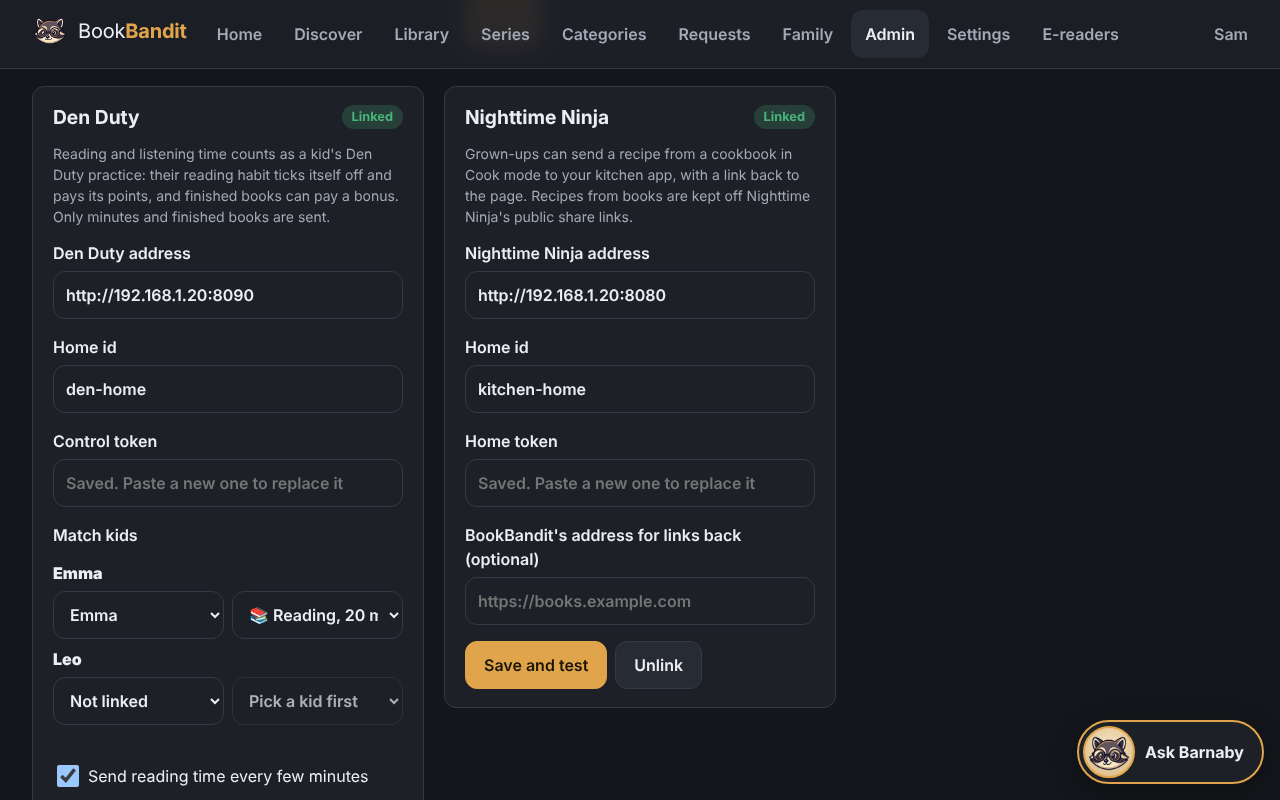 BookBandit
Home
Discover
Library
Series
Categories
Requests
Family
Admin
Settings
E-readers
Sam
Den Duty
Linked
Reading and listening time counts as a kid's Den
Duty practice: their reading habit ticks itself off and
pays its points, and finished books can pay a bonus.
Only minutes and finished books are sent.
Den Duty address
http://192.168.1.20:8090
Home id
den-home
Control token
Saved. Paste a new one to replace it
Match kids
Emma
Emma
📚 Reading, 20 m
Leo
Not linked
Pick a kid first
Send reading time every few minutes
Nighttime Ninja
Linked
Grown-ups can send a recipe from a cookbook in
Cook mode to your kitchen app, with a link back to
the page. Recipes from books are kept off Nighttime
Ninja's public share links.
Nighttime Ninja address
http://192.168.1.20:8080
Home id
kitchen-home
Home token
Saved. Paste a new one to replace it
BookBandit's address for links back
(optional)
https://books.example.com
Save and test
Unlink
Ask Barnaby